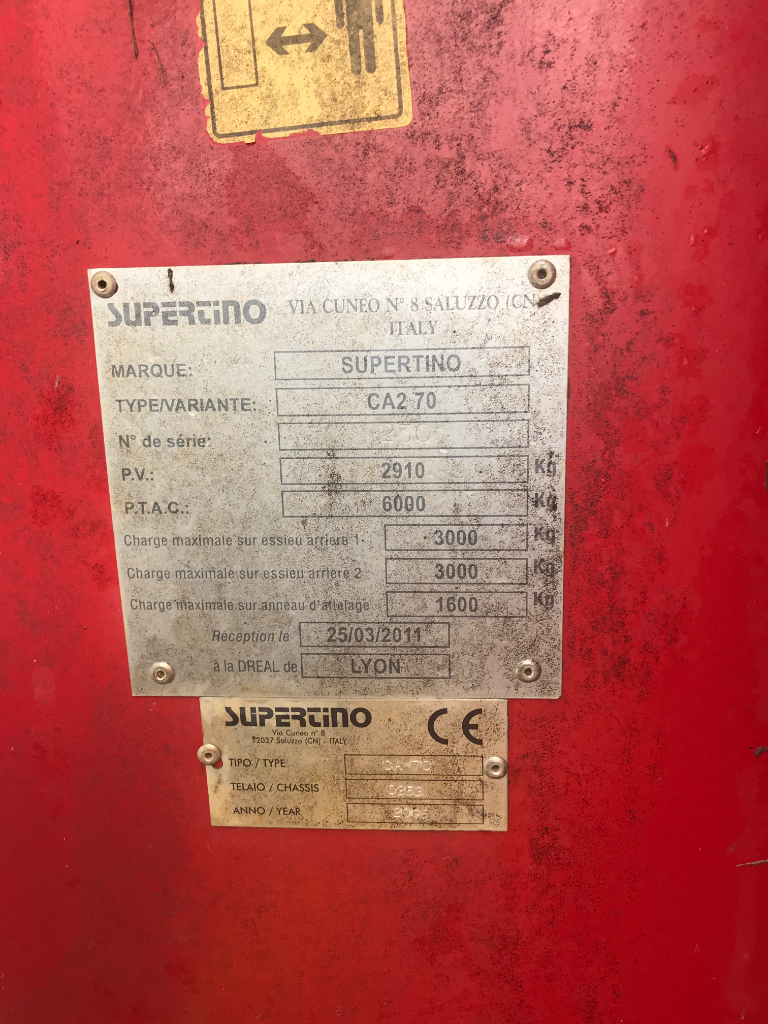 SUPERTINO VIA CUNEO N° 8 SALUZZO (CN)
ITALY
MARQUE: SUPERTINO
TYPE/VARIANTE: CA2 70
N° de série:
P.V.: 2910 Kg
P.T.A.C.: 6000 Kg
Charge maximale sur essieu arrière 1 3000 Kg
Charge maximale sur essieu arrière 2 3000 Kg
Charge maximale sur anneau d'attelage 1600 Kg
Réception le 25/03/2011
à la DREAL de LYON
SUPERTINO CE
Via Cuneo n° 8
12037 Saluzzo (CN) - ITALY
TIPO / TYPE CA 70
TELAIO / CHASSIS
ANNO / YEAR